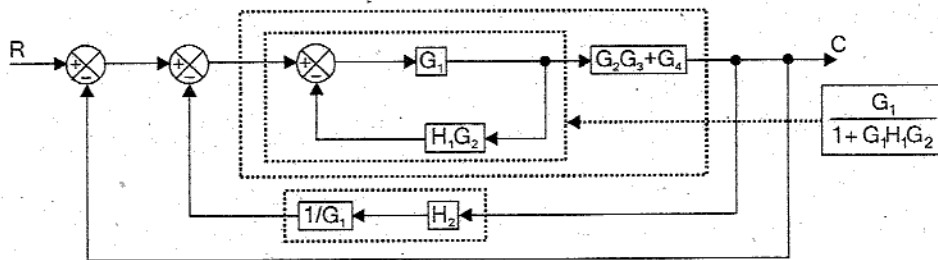 R
+
-
+
-
+
-
G₁
G₂G₃+G₄
C
H₁G₂
G₁
1+G₁H₁G₂
1/G₁
H₂